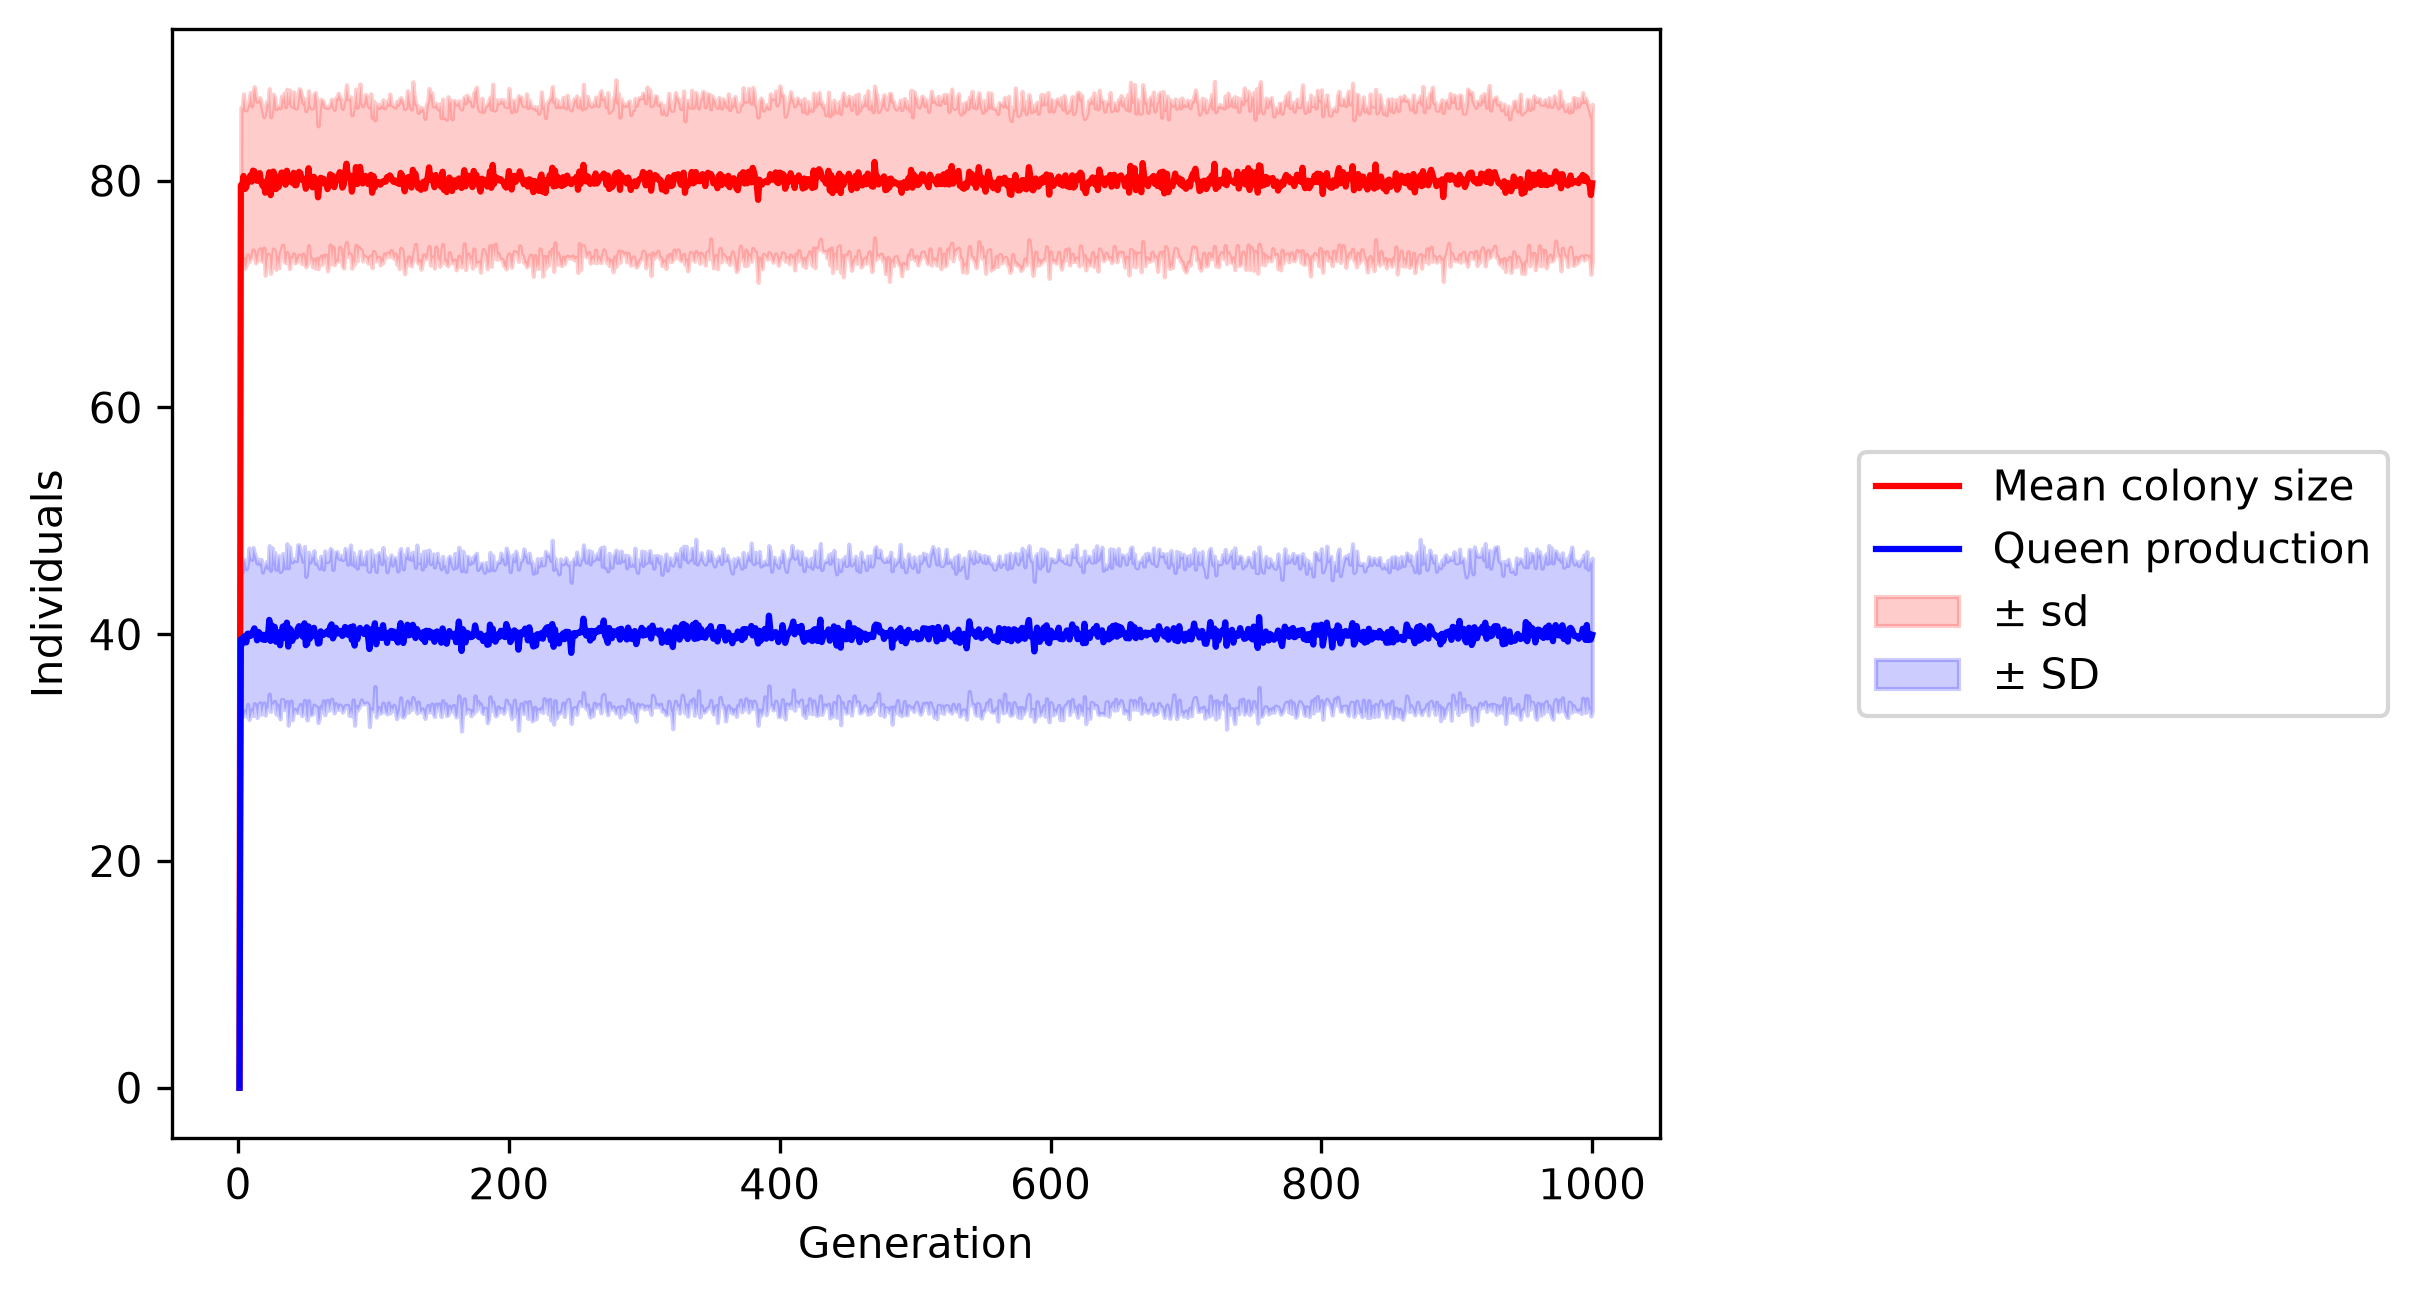 80
60
40
20
0
Individuals
0 200 400 600 800 1000
Generation
Mean colony size
Queen production
± sd
± SD